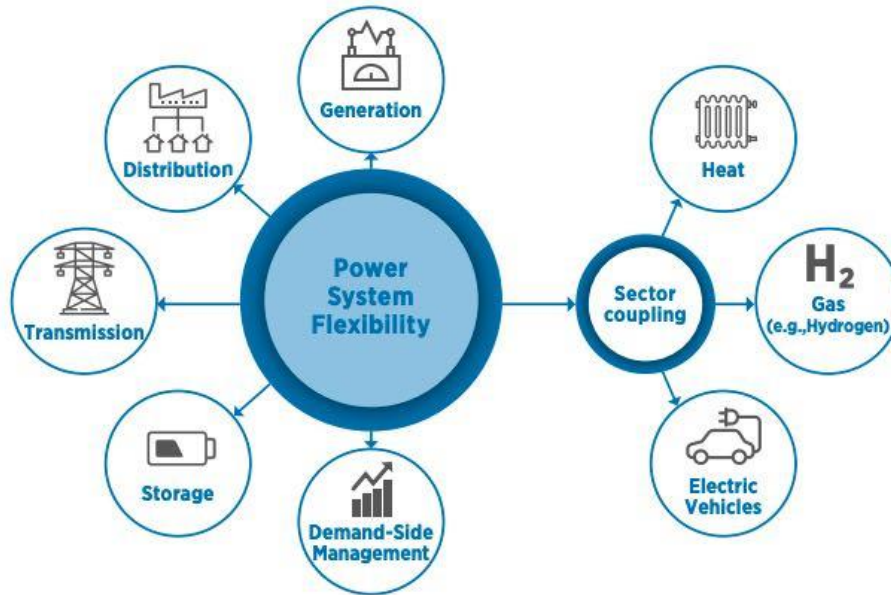 Generation
Distribution
Transmission
Storage
Demand-Side
Management
Power
System
Flexibility
Sector
coupling
Heat
H₂
Gas
(e.g.,Hydrogen)
Electric
Vehicles